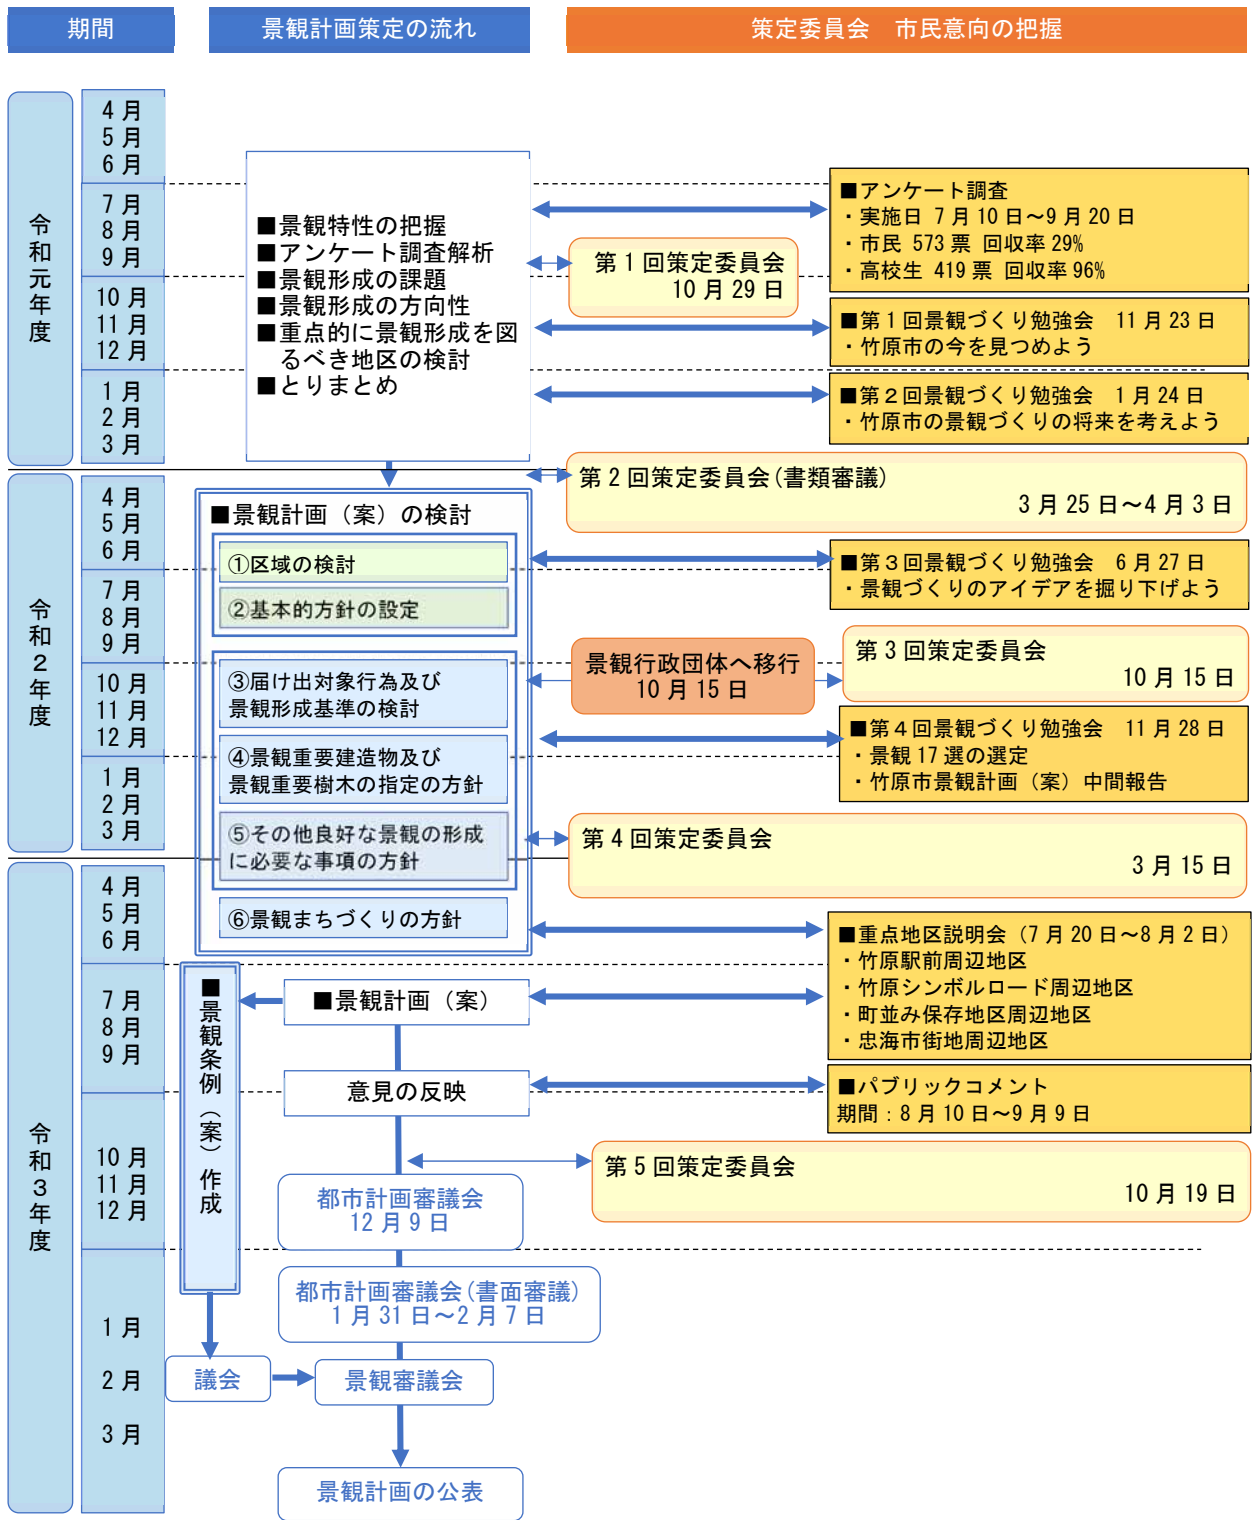 期間
景観計画策定の流れ
策定委員会　市民意向の把握
令和元年度
4月
5月
6月
7月
8月
9月
10月
11月
12月
1月
2月
3月
■景観特性の把握
■アンケート調査解析
■景観形成の課題
■景観形成の方向性
■重点的に景観形成を図
るべき地区の検討
■とりまとめ
■アンケート調査
・実施日 7月10日～9月20日
・市民 573票 回収率29%
・高校生 419票 回収率96%
第1回策定委員会
10月29日
■第1回景観づくり勉強会　11月23日
・竹原市の今を見つめよう
■第2回景観づくり勉強会　1月24日
・竹原市の景観づくりの将来を考えよう
第2回策定委員会(書類審議)
3月25日～4月3日
令和2年度
4月
5月
6月
7月
8月
9月
10月
11月
12月
1月
2月
3月
■景観計画（案）の検討
①区域の検討
②基本的方針の設定
③届け出対象行為及び
景観形成基準の検討
④景観重要建造物及び
景観重要樹木の指定の方針
⑤その他良好な景観の形成
に必要な事項の方針
⑥景観まちづくりの方針
■第3回景観づくり勉強会　6月27日
・景観づくりのアイデアを掘り下げよう
景観行政団体へ移行
10月15日
第3回策定委員会
10月15日
■第4回景観づくり勉強会　11月28日
・景観17選の選定
・竹原市景観計画（案）中間報告
第4回策定委員会
3月15日
令和3年度
4月
5月
6月
7月
8月
9月
10月
11月
12月
1月
2月
3月
■景観条例（案）作成
■景観計画（案）
意見の反映
■重点地区説明会（7月20日～8月2日）
・竹原駅前周辺地区
・竹原シンボルロード周辺地区
・町並み保存地区周辺地区
・忠海市街地周辺地区
■パブリックコメント
期間：8月10日～9月9日
第5回策定委員会
10月19日
都市計画審議会
12月9日
都市計画審議会(書面審議)
1月31日～2月7日
議会
景観審議会
景観計画の公表